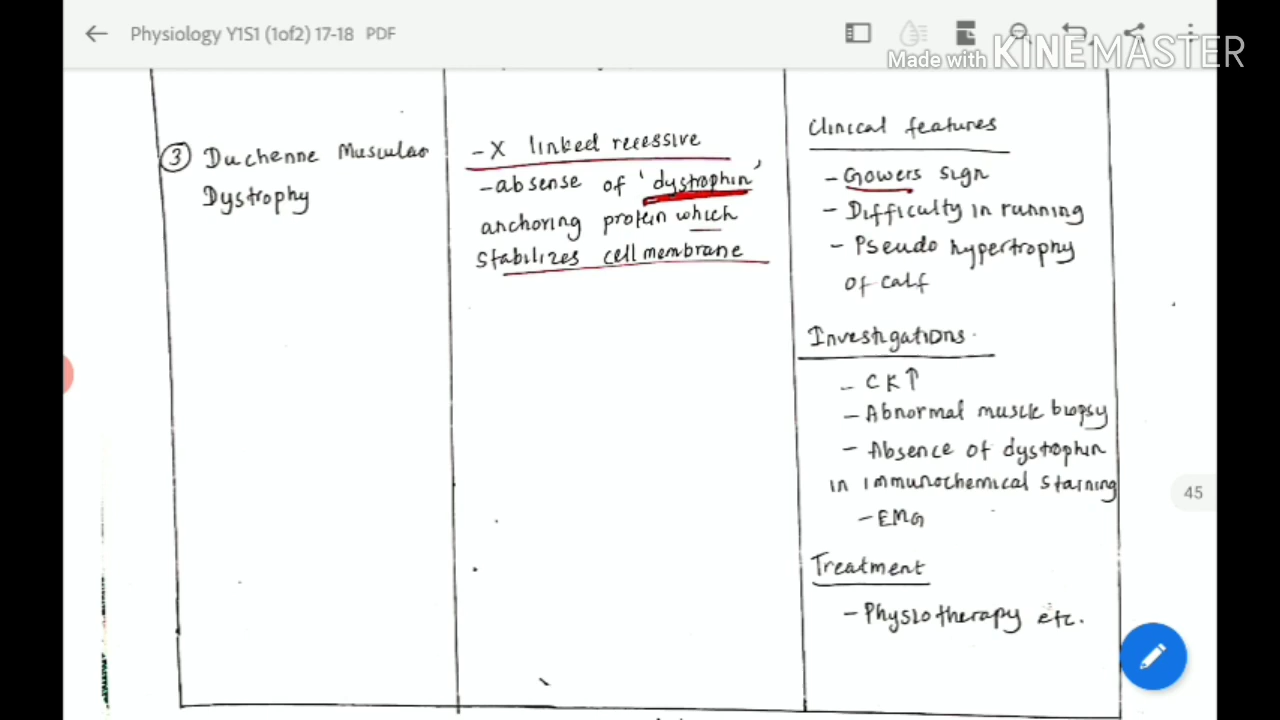 Physiology Y1S1 (1of2) 17-18 PDF
Made with KINEMASTER
③ Duchenne Muscular
Dystrophy
- X linked recessive
- absense of 'dystrophin'
anchoring protein which
stabilizes cell membrane
Clinical features
- Gowers sign
- Difficulty in running
- Pseudo hypertrophy
of calf
Investigations.
- CK↑
- Abnormal muscle biopsy
- Absence of dystrophin
in immunochemical staining
- EMG
Treatment
- Physiotherapy etc.
45